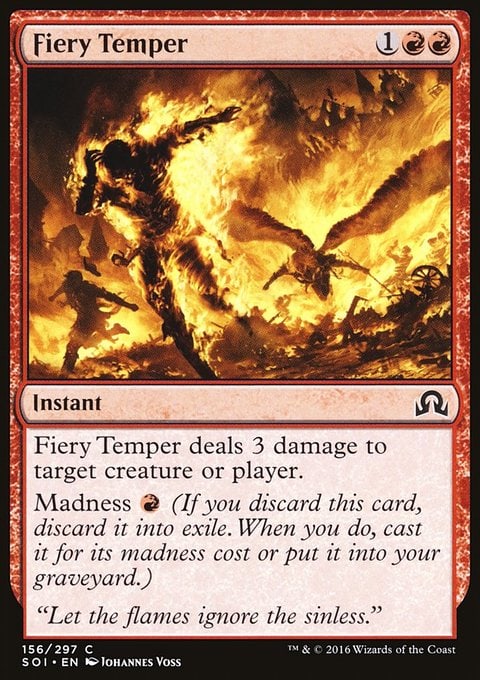 Fiery Temper 1
Instant
Fiery Temper deals 3 damage to
target creature or player.
Madness (If you discard this card,
discard it into exile. When you do, cast
it for its madness cost or put it into your
graveyard.)
“Let the flames ignore the sinless.”
156/297 C
SOI • EN Johannes Voss
™ & © 2016 Wizards of the Coast